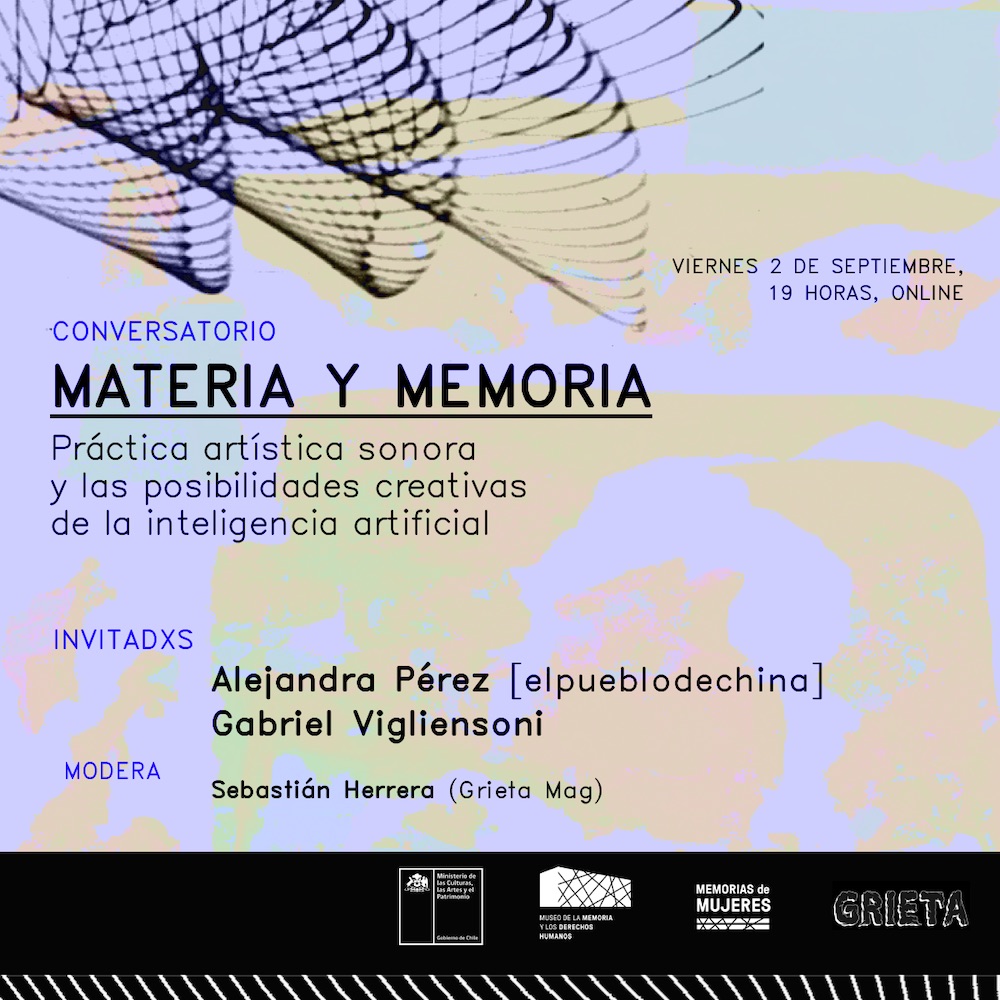 VIERNES 2 DE SEPTIEMBRE,
19 HORAS, ONLINE
CONVERSATORIO
MATERIA Y MEMORIA
Práctica artística sonora
y las posibilidades creativas
de la inteligencia artificial
INVITADXS
Alejandra Pérez [elpueblodechina]
Gabriel Vigliensoni
MODERA
Sebastián Herrera (Grieta Mag)
Ministerio de
las Culturas,
las Artes y el
Patrimonio
Gobierno de Chile
MUSEO DE LA MEMORIA
Y LOS DERECHOS
HUMANOS
MEMORIAS de
MUJERES
GRIETA